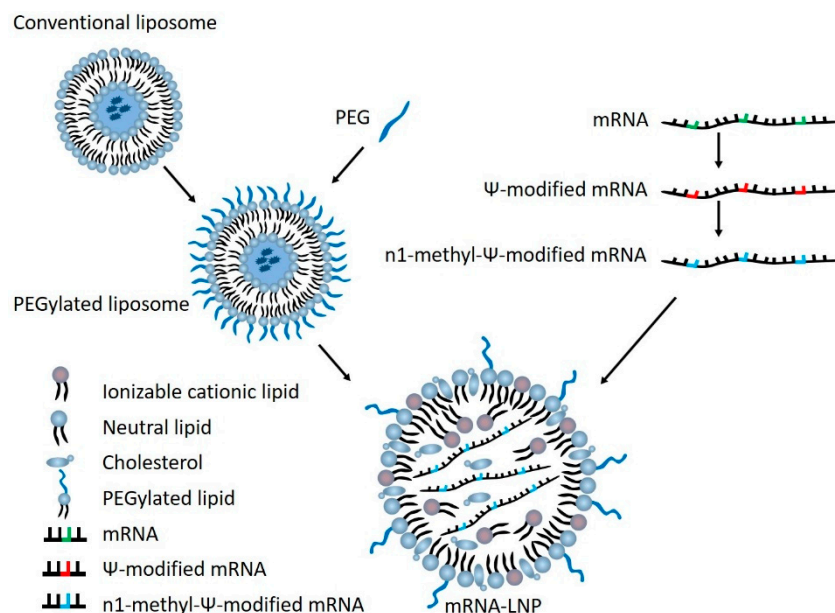 Conventional liposome
PEG
mRNA
Ψ-modified mRNA
n1-methyl-Ψ-modified mRNA
PEGylated liposome
Ionizable cationic lipid
Neutral lipid
Cholesterol
PEGylated lipid
mRNA
Ψ-modified mRNA
n1-methyl-Ψ-modified mRNA
mRNA-LNP